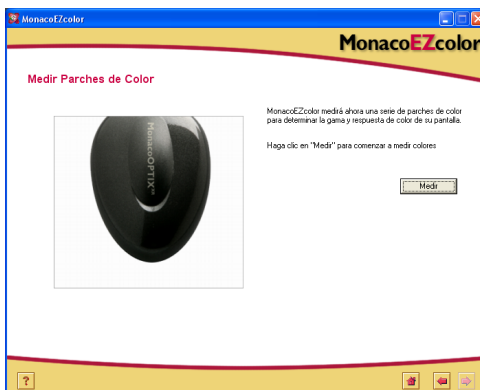 MonacoEZcolor
MonacoEZcolor
Medir Parches de Color
MonacoOPTIX XR
MonacoEZcolor medirá ahora una serie de parches de color
para determinar la gama y respuesta de color de su pantalla.
Haga clic en "Medir" para comenzar a medir colores
Medir
?